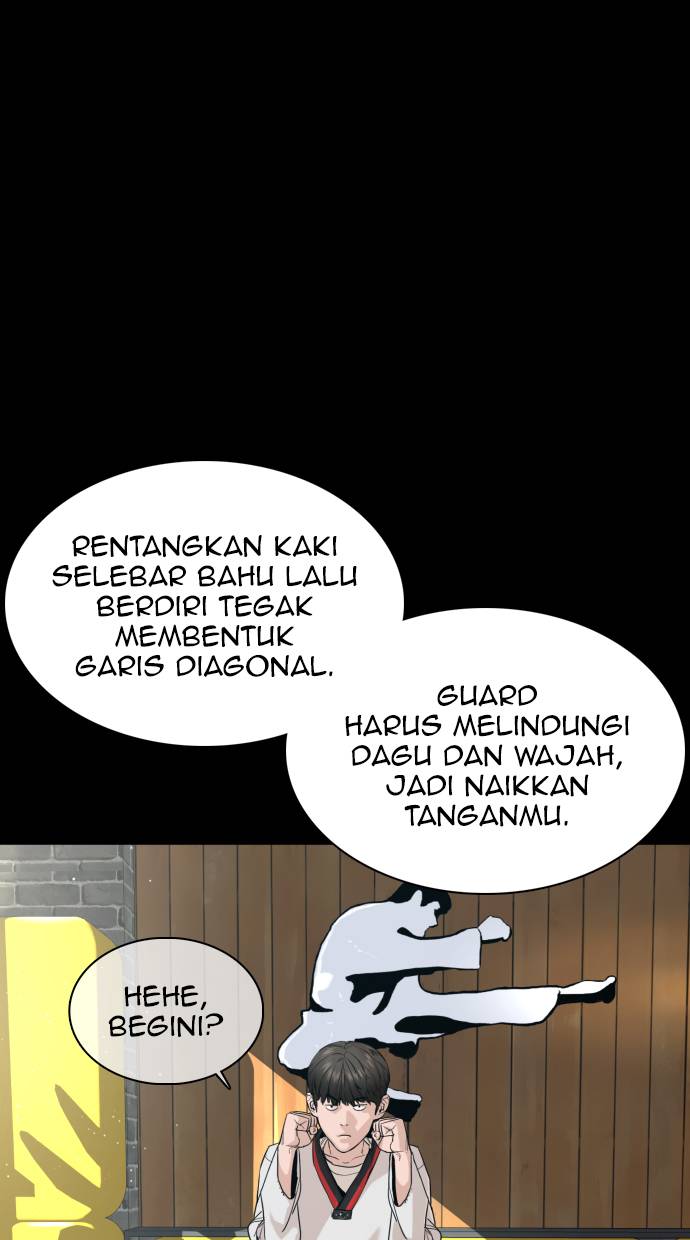 RENTANGKAN KAKI
SELEBAR BAHU LALU
BERDIRI TEGAK
MEMBENTUK
GARIS DIAGONAL.
GUARD
HARUS MELINDUNGI
DAGU DAN WAJAH,
JADI NAIKKAN
TANGANMU.
HEHE,
BEGINI?